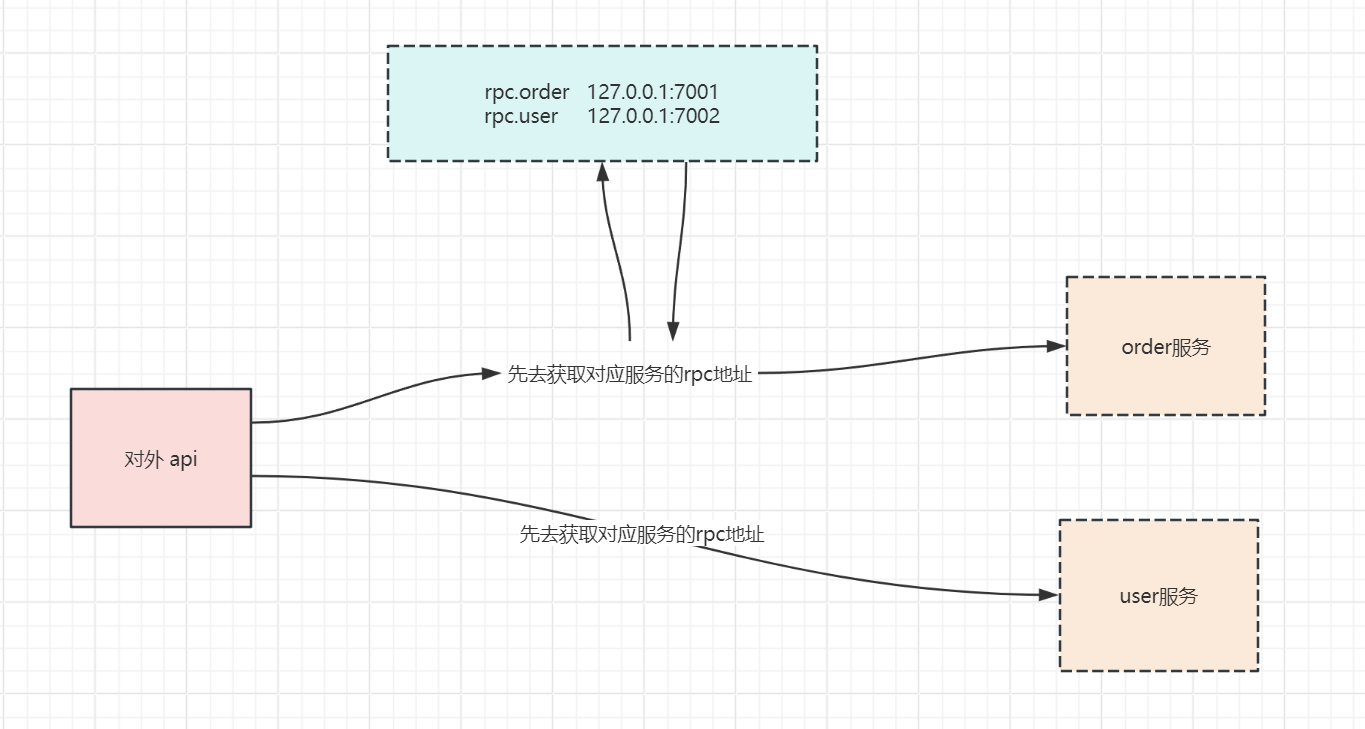 rpc.order 127.0.0.1:7001
rpc.user 127.0.0.1:7002
先去获取对应服务的rpc地址
order服务
对外 api
先去获取对应服务的rpc地址
user服务